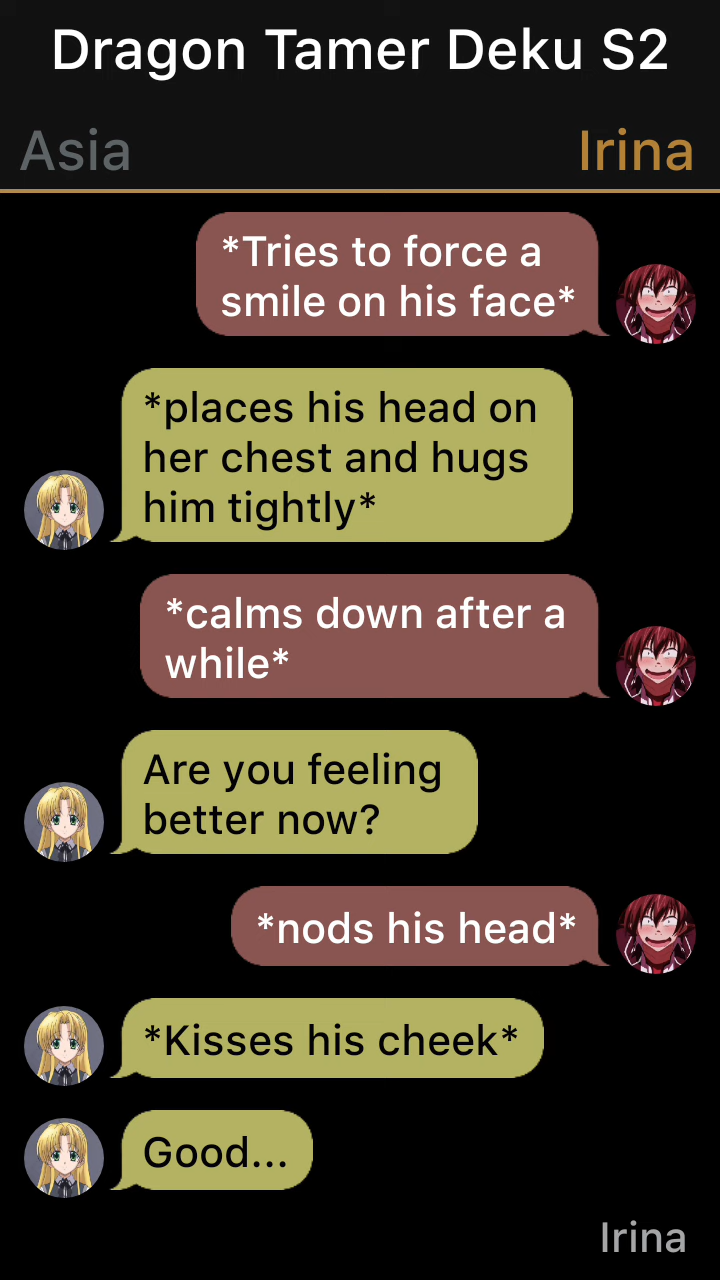 Dragon Tamer Deku S2
Asia
Irina
*Tries to force a
smile on his face*
*places his head on
her chest and hugs
him tightly*
*calms down after a
while*
Are you feeling
better now?
*nods his head*
*Kisses his cheek*
Good...
Irina